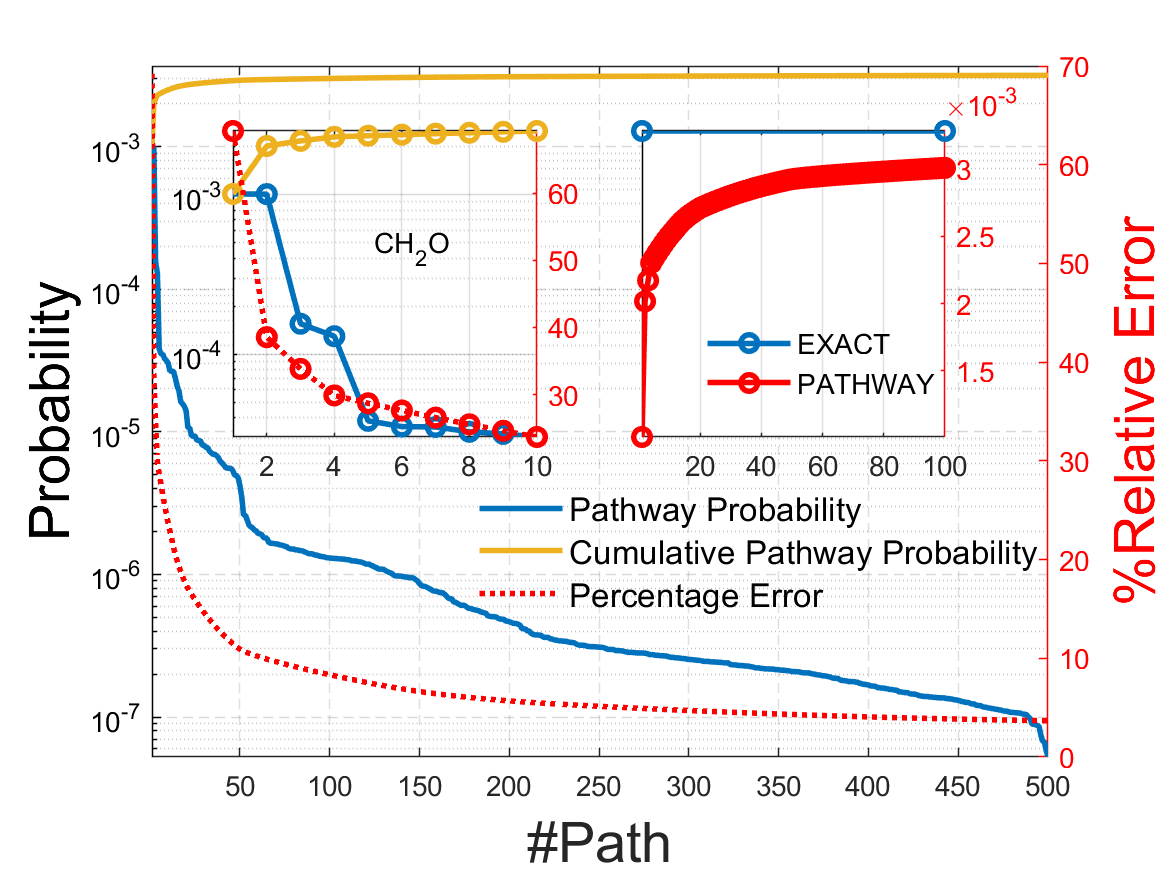 Probability
10-3
10-4
10-5
10-6
10-7
10-3
10-4
CH2O
60
50
40
30
2 4 6 8 10
×10-3
3
2.5
2
1.5
EXACT
PATHWAY
20 40 60 80 100
Pathway Probability
Cumulative Pathway Probability
Percentage Error
70
60
50
40
30
20
10
0
%Relative Error
50 100 150 200 250 300 350 400 450 500
#Path